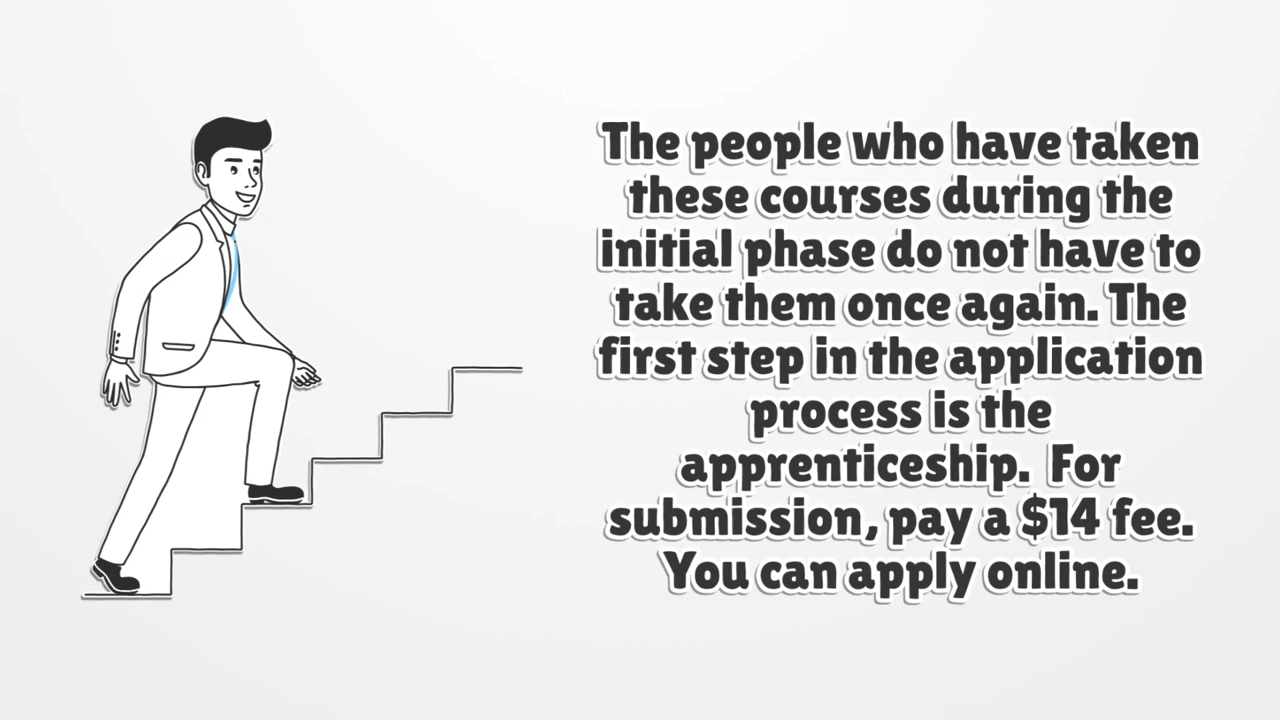 The people who have taken
these courses during the
initial phase do not have to
take them once again. The
first step in the application
process is the
apprenticeship.  For
submission, pay a $14 fee.
You can apply online.